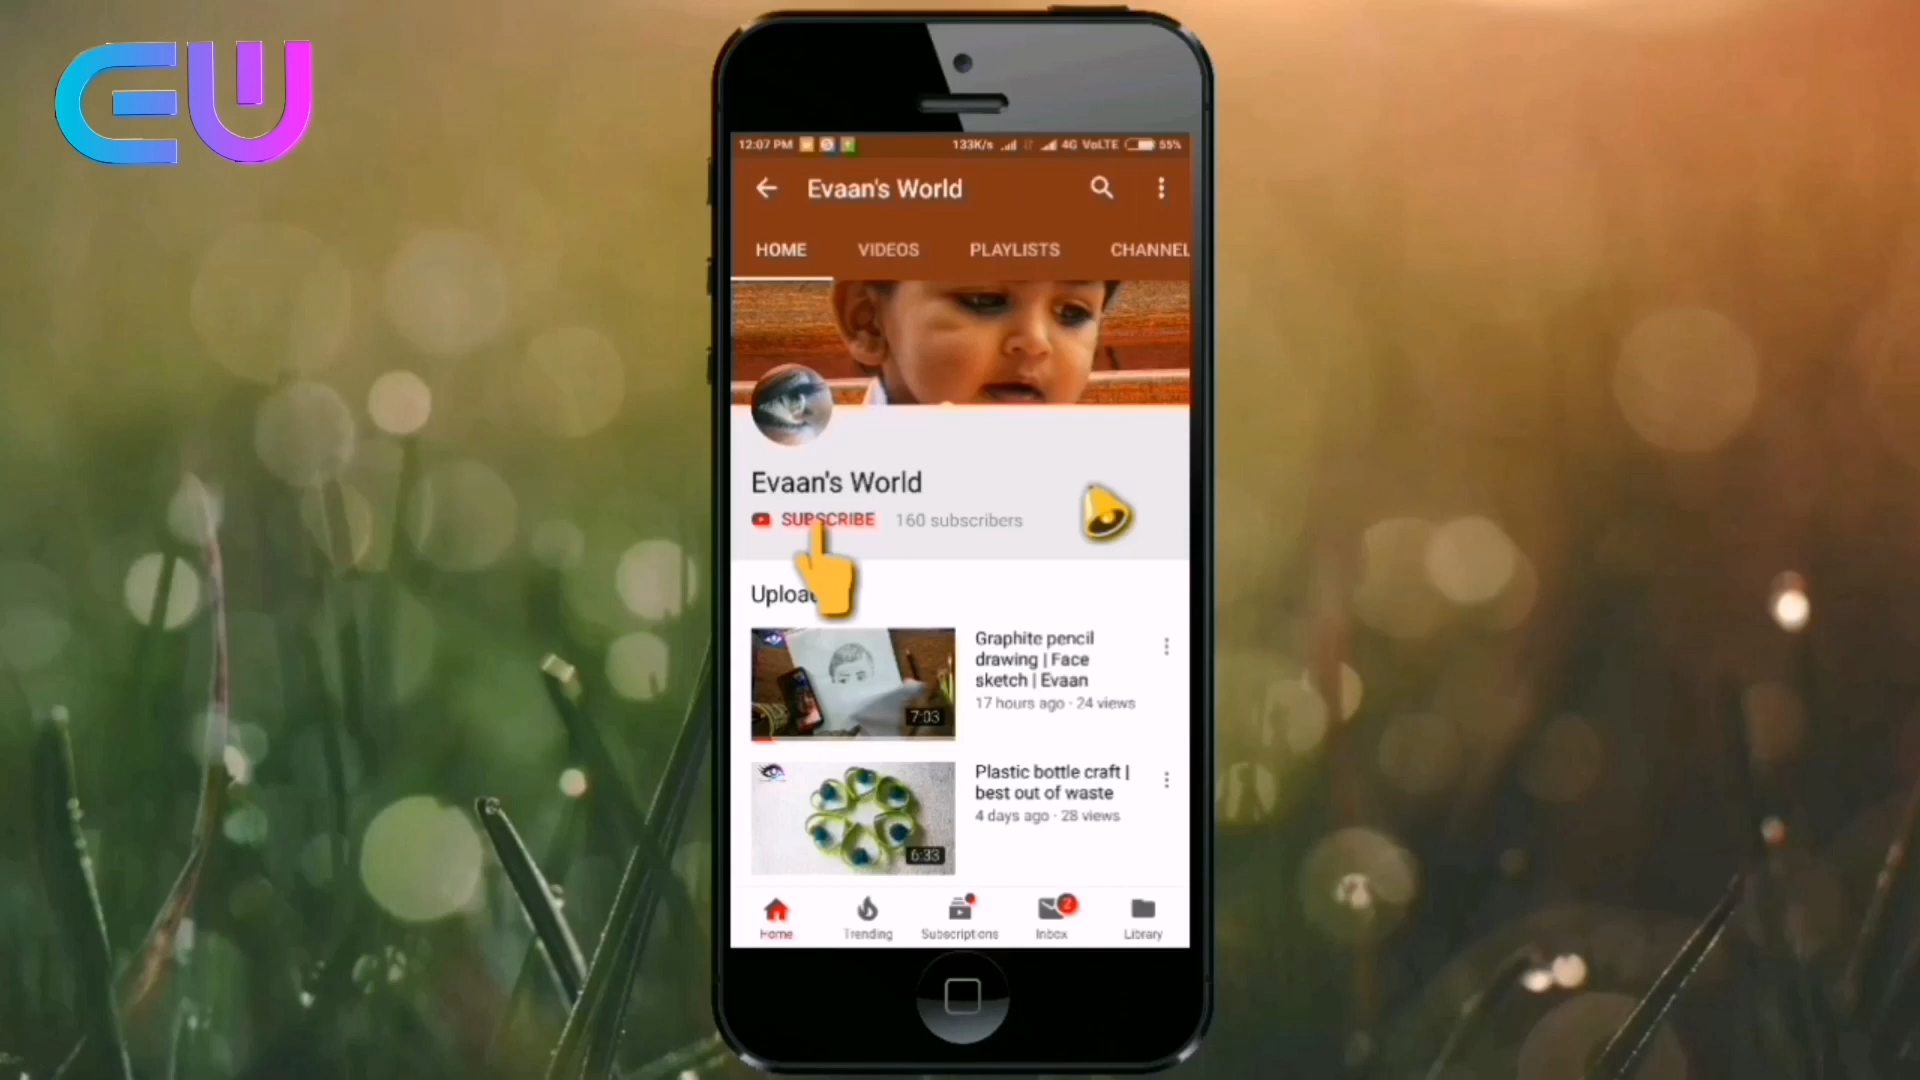 EW
12:07 PM 133K/s 4G VoLTE 55%
Evaan's World
HOME VIDEOS PLAYLISTS CHANNEL
Evaan's World
SUBSCRIBE 160 subscribers
Graphite pencil
drawing | Face
sketch | Evaan
17 hours ago · 24 views
7:03
Plastic bottle craft |
best out of waste
4 days ago · 28 views
6:33
Home Trending Subscriptions Inbox 2 Library